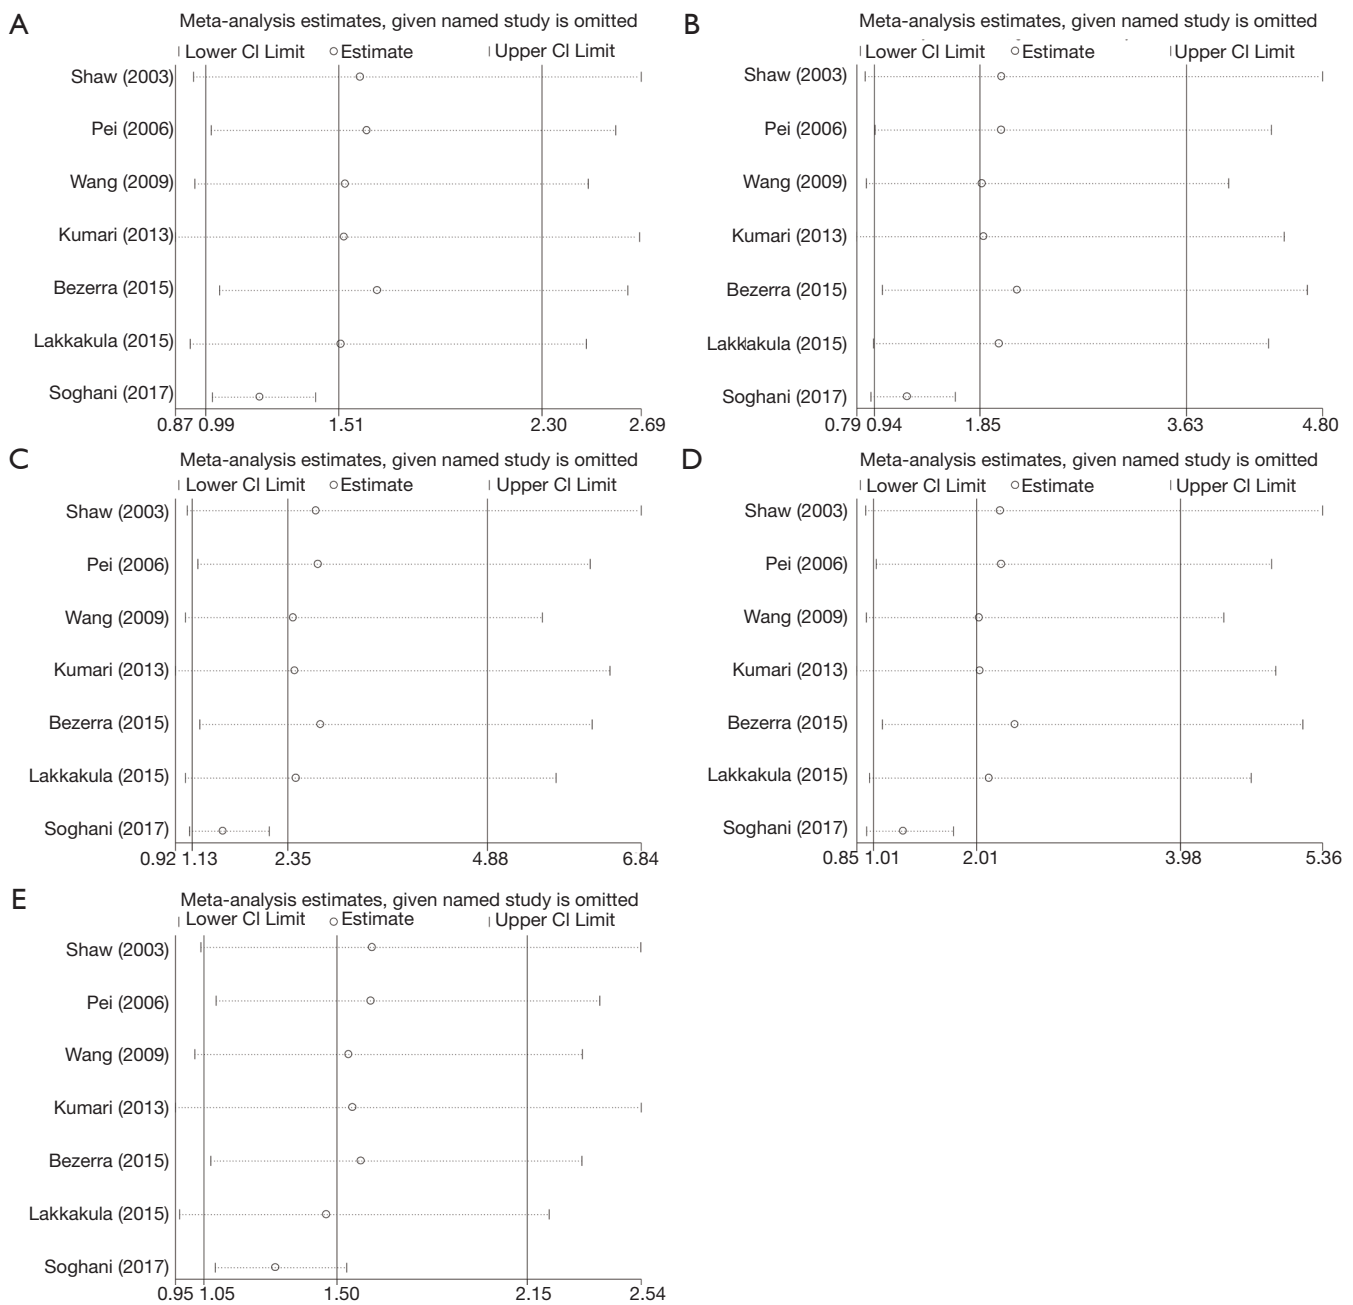 A
Meta-analysis estimates, given named study is omitted
| Lower CI Limit ○ Estimate | Upper CI Limit
Shaw (2003)
Pei (2006)
Wang (2009)
Kumari (2013)
Bezerra (2015)
Lakkakula (2015)
Soghani (2017)
0.87 0.99 1.51 2.30 2.69
B
Meta-analysis estimates, given named study is omitted
| Lower CI Limit ○ Estimate | Upper CI Limit
Shaw (2003)
Pei (2006)
Wang (2009)
Kumari (2013)
Bezerra (2015)
Lakkakula (2015)
Soghani (2017)
0.79 0.94 1.85 3.63 4.80
C
Meta-analysis estimates, given named study is omitted
| Lower CI Limit ○ Estimate | Upper CI Limit
Shaw (2003)
Pei (2006)
Wang (2009)
Kumari (2013)
Bezerra (2015)
Lakkakula (2015)
Soghani (2017)
0.92 1.13 2.35 4.88 6.84
D
Meta-analysis estimates, given named study is omitted
| Lower CI Limit ○ Estimate | Upper CI Limit
Shaw (2003)
Pei (2006)
Wang (2009)
Kumari (2013)
Bezerra (2015)
Lakkakula (2015)
Soghani (2017)
0.85 1.01 2.01 3.98 5.36
E
Meta-analysis estimates, given named study is omitted
| Lower CI Limit ○ Estimate | Upper CI Limit
Shaw (2003)
Pei (2006)
Wang (2009)
Kumari (2013)
Bezerra (2015)
Lakkakula (2015)
Soghani (2017)
0.95 1.05 1.50 2.15 2.54